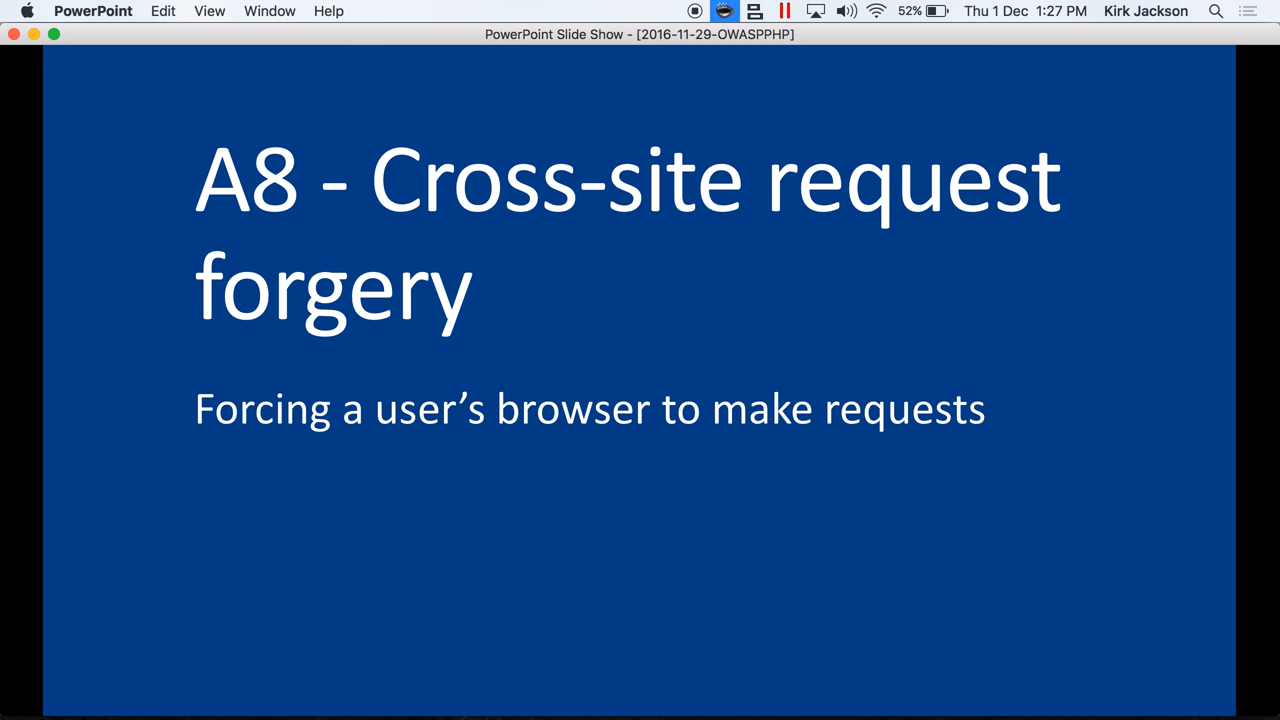 PowerPoint Edit View Window Help 52% Thu 1 Dec 1:27 PM Kirk Jackson
PowerPoint Slide Show - [2016-11-29-OWASPPHP]
A8 - Cross-site request
forgery
Forcing a user’s browser to make requests